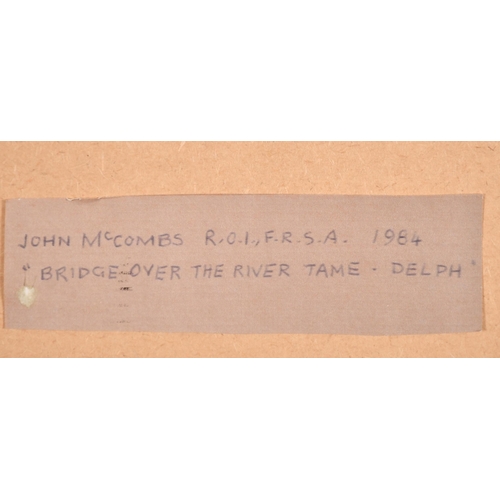 JOHN McCOMBS R.O.I., F.R.S.A. 1984
"BRIDGE OVER THE RIVER TAME - DELPH"